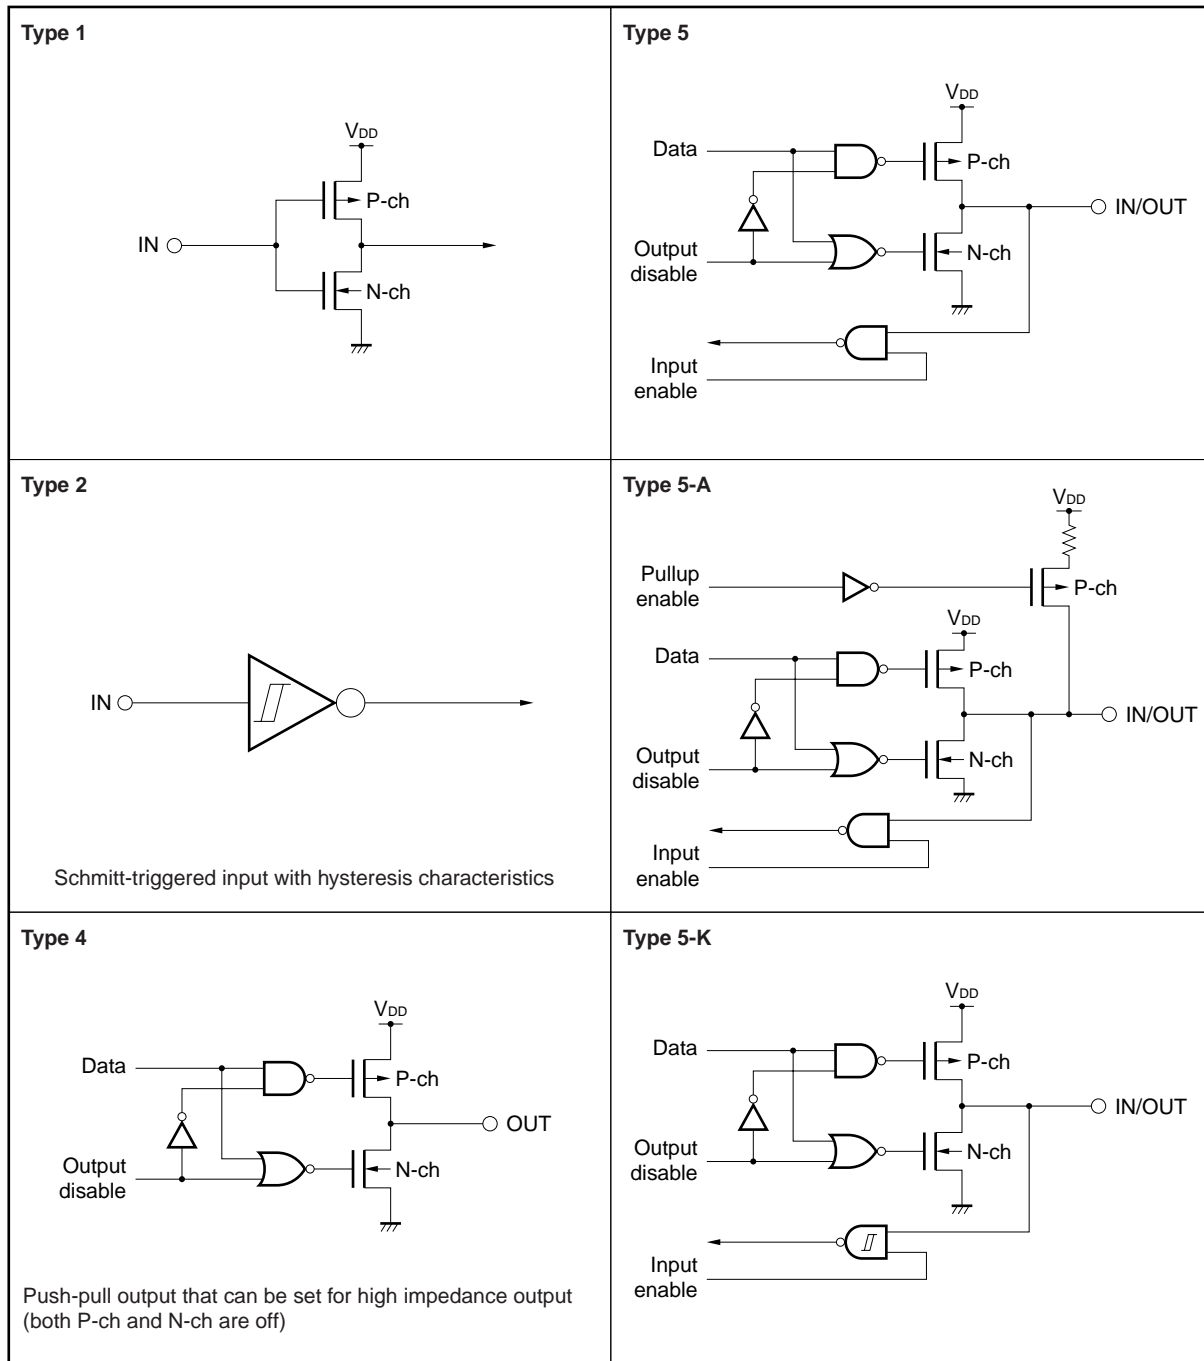 Type 1
VDD
P-ch
IN
N-ch
Type 5
VDD
Data
P-ch
IN/OUT
Output
disable
N-ch
Input
enable
Type 2
IN
Schmitt-triggered input with hysteresis characteristics
Type 5-A
VDD
Pullup
enable
P-ch
VDD
Data
P-ch
IN/OUT
Output
disable
N-ch
Input
enable
Type 4
VDD
Data
P-ch
OUT
Output
disable
N-ch
Push-pull output that can be set for high impedance output
(both P-ch and N-ch are off)
Type 5-K
VDD
Data
P-ch
IN/OUT
Output
disable
N-ch
Input
enable